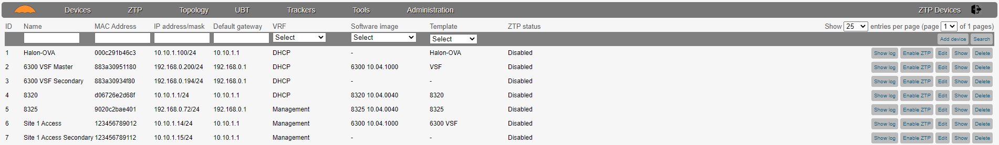 Devices ZTP Topology UBT Trackers Tools Administration ZTP Devices
ID Name MAC Address IP address/mask Default gateway VRF Software image Template ZTP status Show 25 entries per page (page 1 of 1 pages)
Select Select Select Add device Search
1 Halon-OVA 000c291b46c3 10.10.1.100/24 10.10.1.1 DHCP - Halon-OVA Disabled Show log Enable ZTP Edit Show Delete
2 6300 VSF Master 883a30951180 192.168.0.200/24 192.168.0.1 DHCP 6300 10.04.1000 VSF Disabled Show log Enable ZTP Edit Show Delete
3 6300 VSF Secondary 883a30934f80 192.168.0.194/24 192.168.0.1 DHCP - - Disabled Show log Enable ZTP Edit Show Delete
4 8320 d06726e2d68f 10.10.1.1/24 10.10.1.1 DHCP 8320 10.04.0040 8320 Disabled Show log Enable ZTP Edit Show Delete
5 8325 9020c2bae401 192.168.0.72/24 192.168.0.1 Management 8325 10.04.0040 8325 Disabled Show log Enable ZTP Edit Show Delete
6 Site 1 Access 123456789012 10.10.1.14/24 10.10.1.1 Management 6300 10.04.1000 6300 VSF Disabled Show log Enable ZTP Edit Show Delete
7 Site 1 Access Secondary 123456789112 10.10.1.15/24 10.10.1.1 Management - - Disabled Show log Enable ZTP Edit Show Delete